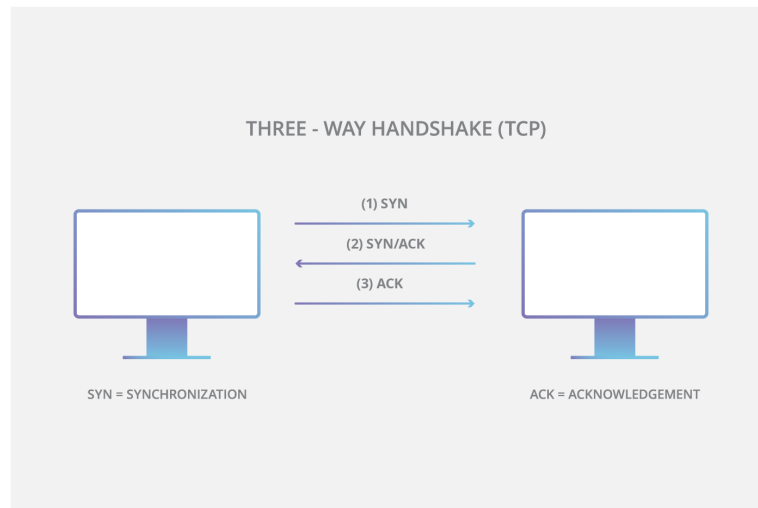 THREE - WAY HANDSHAKE (TCP)
(1) SYN
(2) SYN/ACK
(3) ACK
SYN = SYNCHRONIZATION
ACK = ACKNOWLEDGEMENT